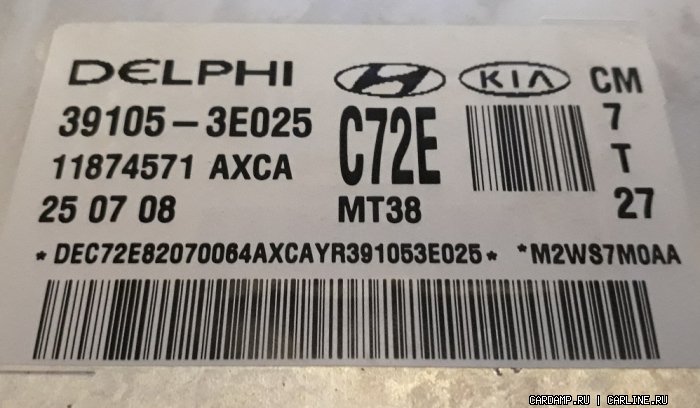 DELPHI H KIA CM
39105-3E025 C72E 7
11874571 AXCA T
25 07 08 MT38 27
*DEC72E82070064AXCAYR391053E025* *M2WS7M0AA
CARDAMP.RU | CARLINE.RU